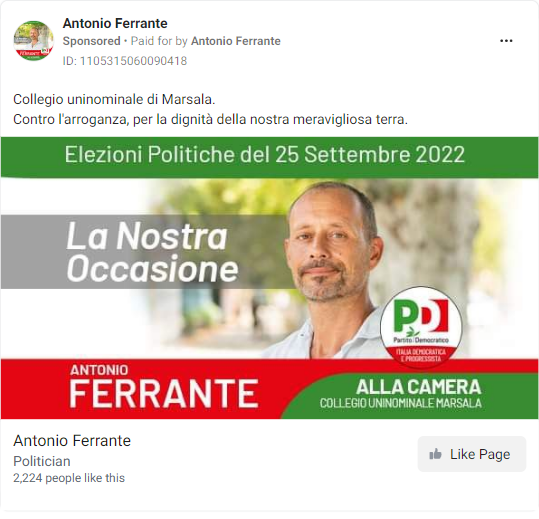 Antonio Ferrante
Sponsored • Paid for by Antonio Ferrante
ID: 1105315060090418
Collegio uninominale di Marsala.
Contro l'arroganza, per la dignità della nostra meravigliosa terra.
Elezioni Politiche del 25 Settembre 2022
La Nostra
Occasione
PD
Partito Democratico
ITALIA DEMOCRATICA
E PROGRESSISTA
ANTONIO
FERRANTE
ALLA CAMERA
COLLEGIO UNINOMINALE MARSALA
Antonio Ferrante
Politician
2,224 people like this
Like Page